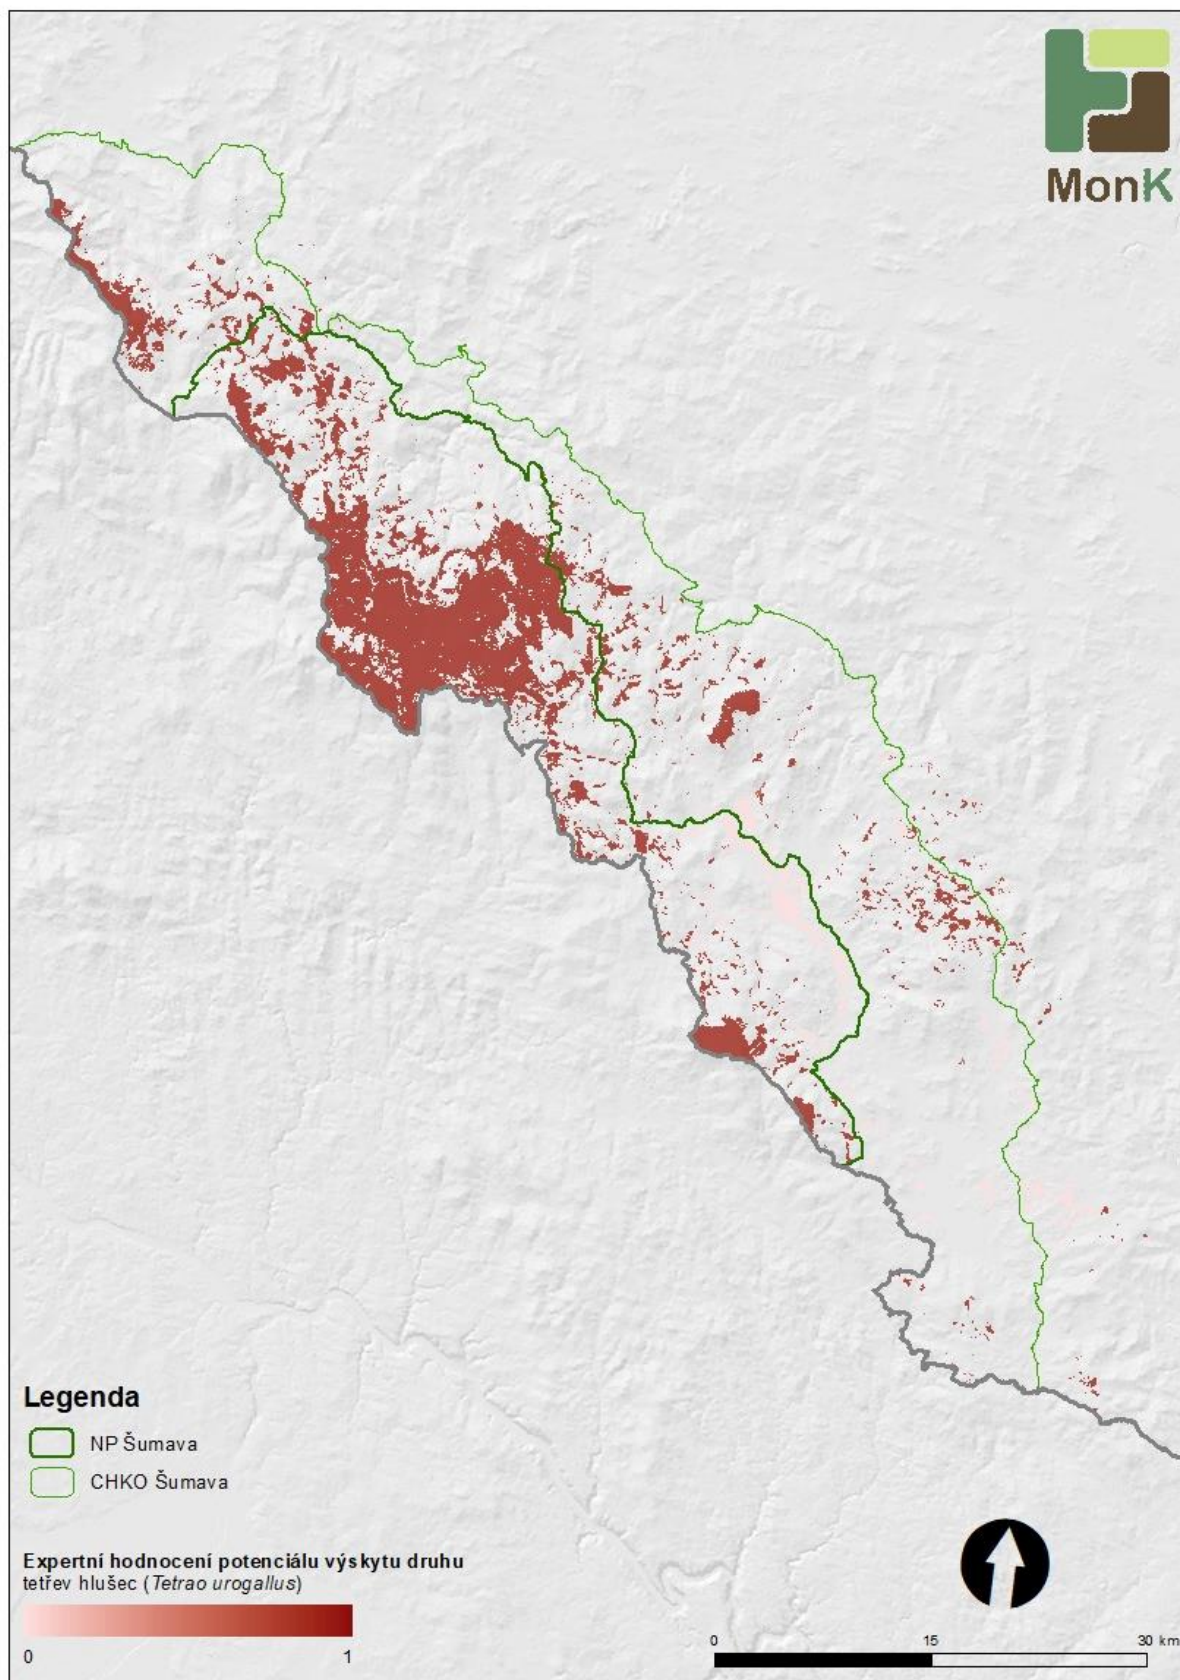 MonK
Legenda
NP Šumava
CHKO Šumava
Expertní hodnocení potenciálu výskytu druhu
tetřev hlušec (Tetrao urogallus)
0 1
0 15 30 km